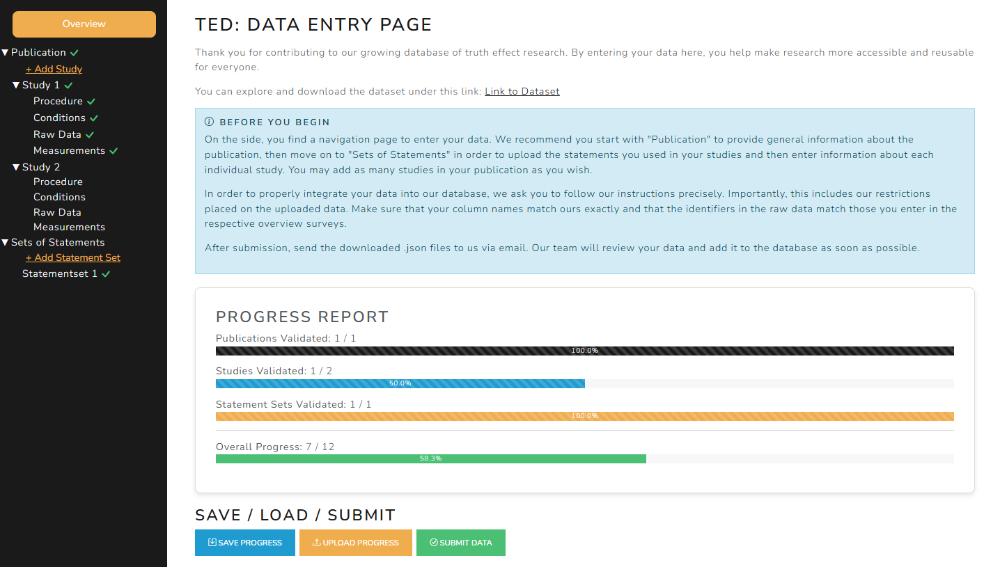 Overview
Publication
+ Add Study
Study 1
Procedure
Conditions
Raw Data
Measurements
Study 2
Procedure
Conditions
Raw Data
Measurements
Sets of Statements
+ Add Statement Set
Statementset 1
TED: DATA ENTRY PAGE
Thank you for contributing to our growing database of truth effect research. By entering your data here, you help make research more accessible and reusable
for everyone.
You can explore and download the dataset under this link: Link to Dataset
BEFORE YOU BEGIN
On the side, you find a navigation page to enter your data. We recommend you start with "Publication" to provide general information about the
publication, then move on to "Sets of Statements" in order to upload the statements you used in your studies and then enter information about each
individual study. You may add as many studies in your publication as you wish.
In order to properly integrate your data into our database, we ask you to follow our instructions precisely. Importantly, this includes our restrictions
placed on the uploaded data. Make sure that your column names match ours exactly and that the identifiers in the raw data match those you enter in the
respective overview surveys.
After submission, send the downloaded .json files to us via email. Our team will review your data and add it to the database as soon as possible.
PROGRESS REPORT
Publications Validated: 1 / 1
100.0%
Studies Validated: 1 / 2
50.0%
Statement Sets Validated: 1 / 1
100.0%
Overall Progress: 7 / 12
58.3%
SAVE / LOAD / SUBMIT
SAVE PROGRESS
UPLOAD PROGRESS
SUBMIT DATA